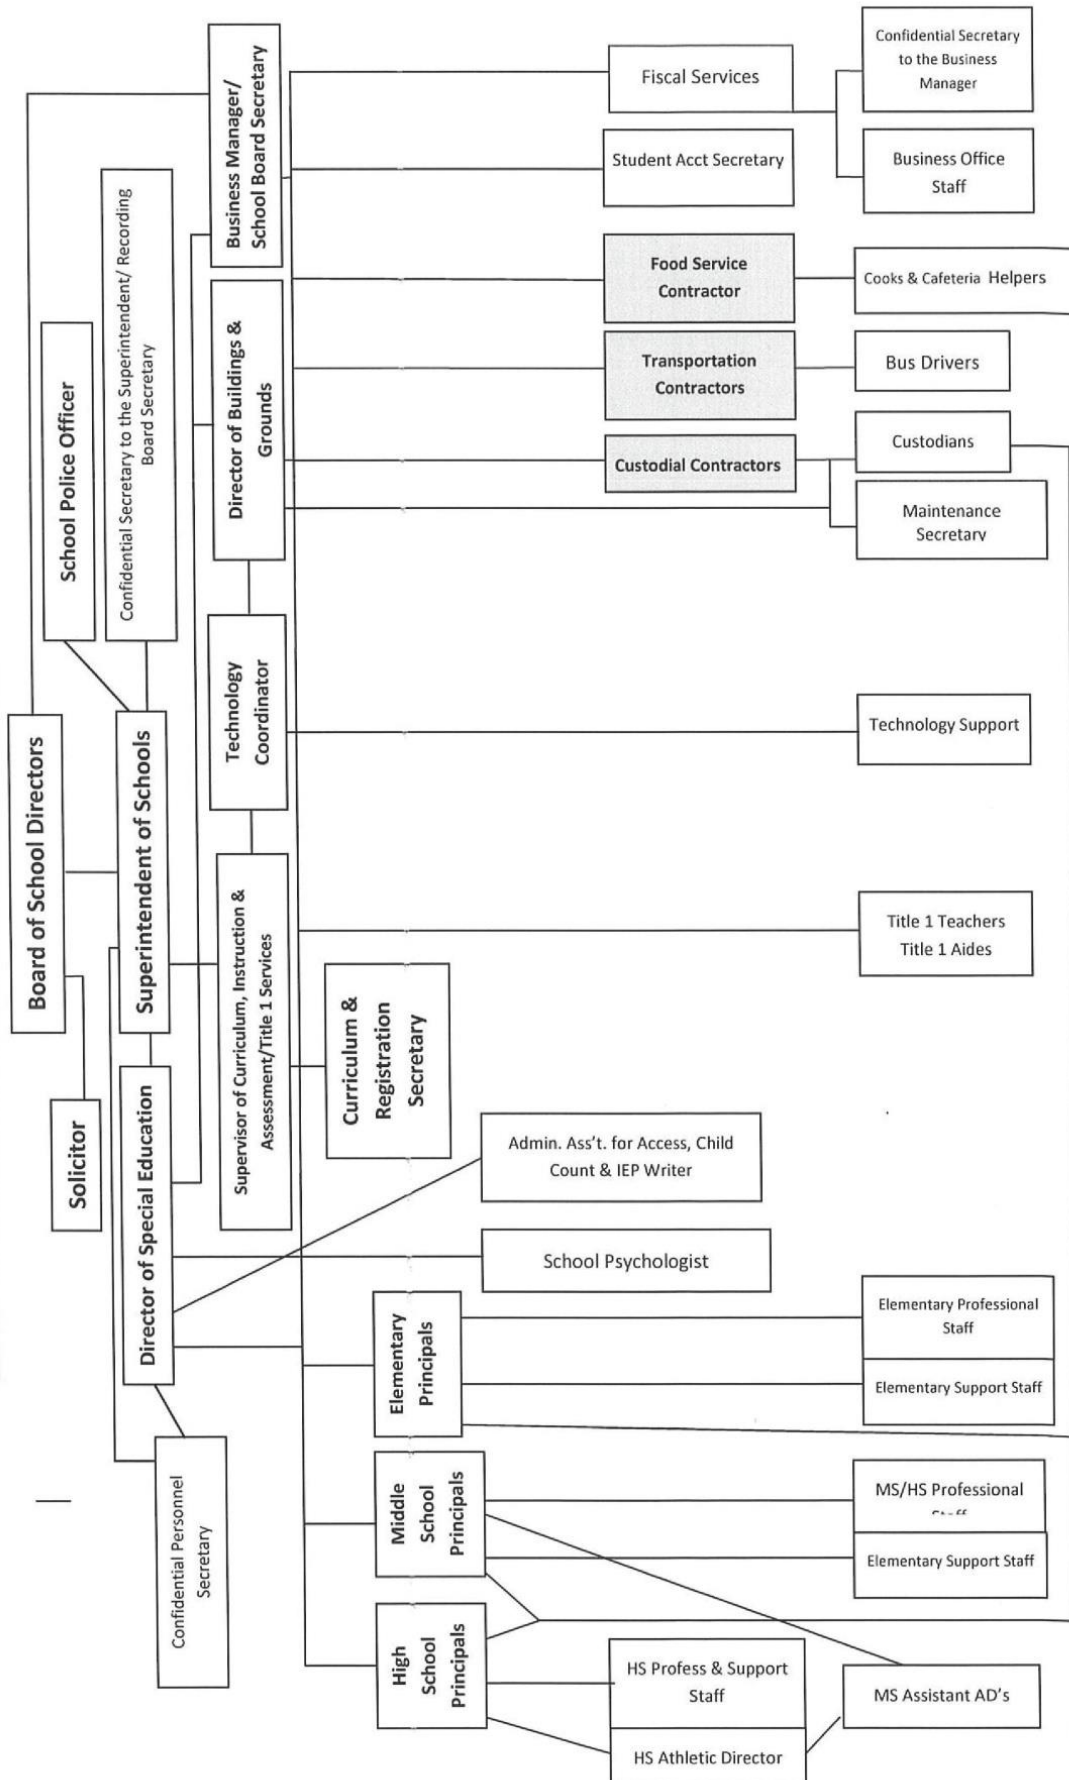 Board of School Directors
Solicitor
School Police Officer
Superintendent of Schools
Confidential Secretary to the Superintendent/ Recording
Board Secretary
Director of Special Education
Confidential Personnel
Secretary
Business Manager/
School Board Secretary
Director of Buildings &
Grounds
Technology
Coordinator
Supervisor of Curriculum, Instruction &
Assessment/Title 1 Services
Curriculum &
Registration
Secretary
Fiscal Services
Confidential Secretary
to the Business
Manager
Business Office
Staff
Student Acct Secretary
Food Service
Contractor
Cooks & Cafeteria Helpers
Transportation
Contractors
Bus Drivers
Custodial Contractors
Custodians
Maintenance
Secretary
Technology Support
Title 1 Teachers
Title 1 Aides
Admin. Ass't. for Access, Child
Count & IEP Writer
School Psychologist
Elementary
Principals
Elementary Professional
Staff
Elementary Support Staff
Middle
School
Principals
MS/HS Professional
Elementary Support Staff
High
School
Principals
HS Profess & Support
Staff
HS Athletic Director
MS Assistant AD's